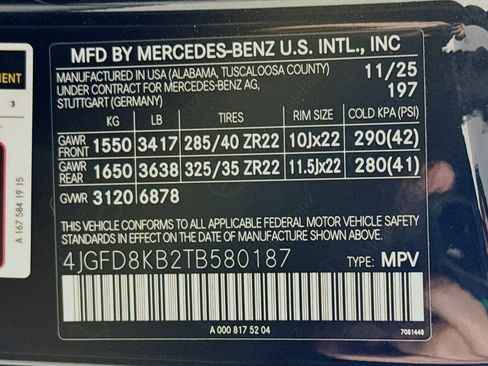 MFD BY MERCEDES-BENZ U.S. INTL., INC
MANUFACTURED IN USA (ALABAMA, TUSCALOOSA COUNTY) 11/25
UNDER CONTRACT FOR MERCEDES-BENZ AG, 197
STUTTGART (GERMANY)
KG LB TIRES RIM SIZE COLD KPA (PSI)
GAWR FRONT 1550 3417 285/40 ZR22 10Jx22 290(42)
GAWR REAR 1650 3638 325/35 ZR22 11.5Jx22 280(41)
GVWR 3120 6878
THIS VEHICLE CONFORMS TO ALL APPLICABLE FEDERAL MOTOR VEHICLE SAFETY
STANDARDS IN EFFECT ON THE DATE OF MANUFACTURE SHOWN ABOVE.
4JGFD8KB2TB580187 TYPE: MPV
A 000 817 52 04 7081448
MENT
3
A 167 584 19 15